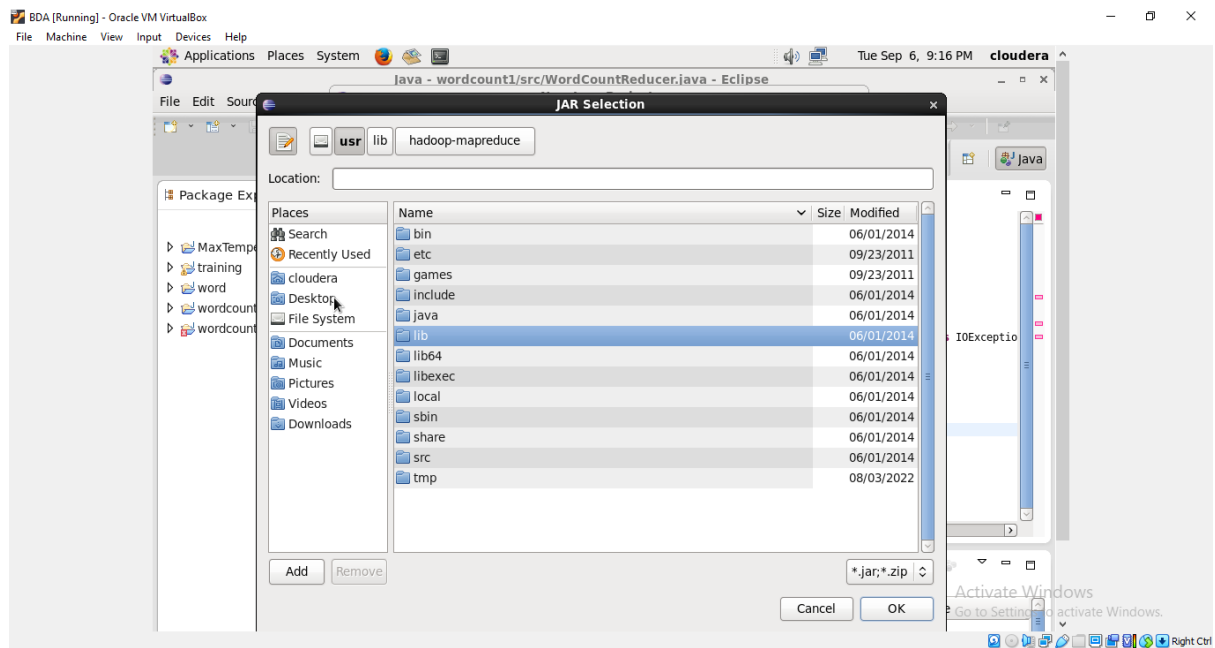 BDA [Running] - Oracle VM VirtualBox
File Machine View Input Devices Help
Applications Places System Tue Sep 6, 9:16 PM cloudera
Java - wordcount1/src/WordCountReducer.java - Eclipse
File Edit Sourc
JAR Selection
usr lib hadoop-mapreduce
Java
Location:
Package Exp
Places Name Size Modified
Search bin 06/01/2014
MaxTempe Recently Used etc 09/23/2011
training cloudera games 09/23/2011
word Desktop include 06/01/2014
wordcount File System java 06/01/2014
wordcount lib 06/01/2014 IOExceptio
Documents lib64 06/01/2014
Music libexec 06/01/2014
Pictures local 06/01/2014
Videos sbin 06/01/2014
Downloads share 06/01/2014
src 06/01/2014
tmp 08/03/2022
Add Remove *.jar;*.zip
Cancel OK
Activate Windows
Go to Setting o activate Windows.
Right Ctrl